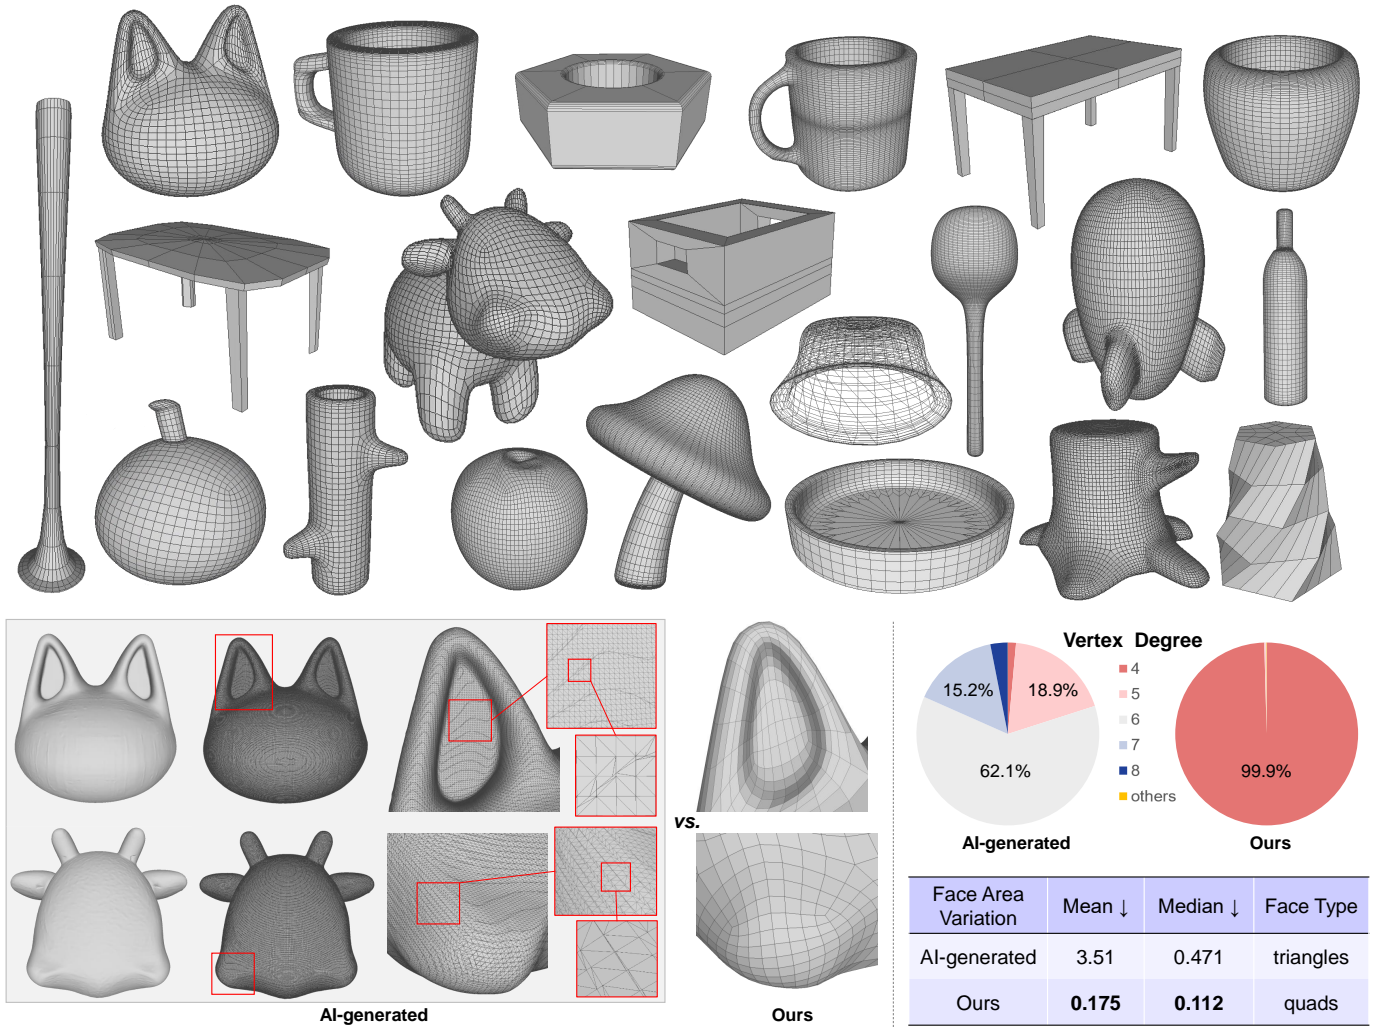 vs.
AI-generated
Ours
Vertex Degree
4
5
6
7
8
others
15.2%
18.9%
62.1%
99.9%
AI-generated
Ours
Face Area Variation
Mean ↓
Median ↓
Face Type
AI-generated
3.51
0.471
triangles
Ours
0.175
0.112
quads